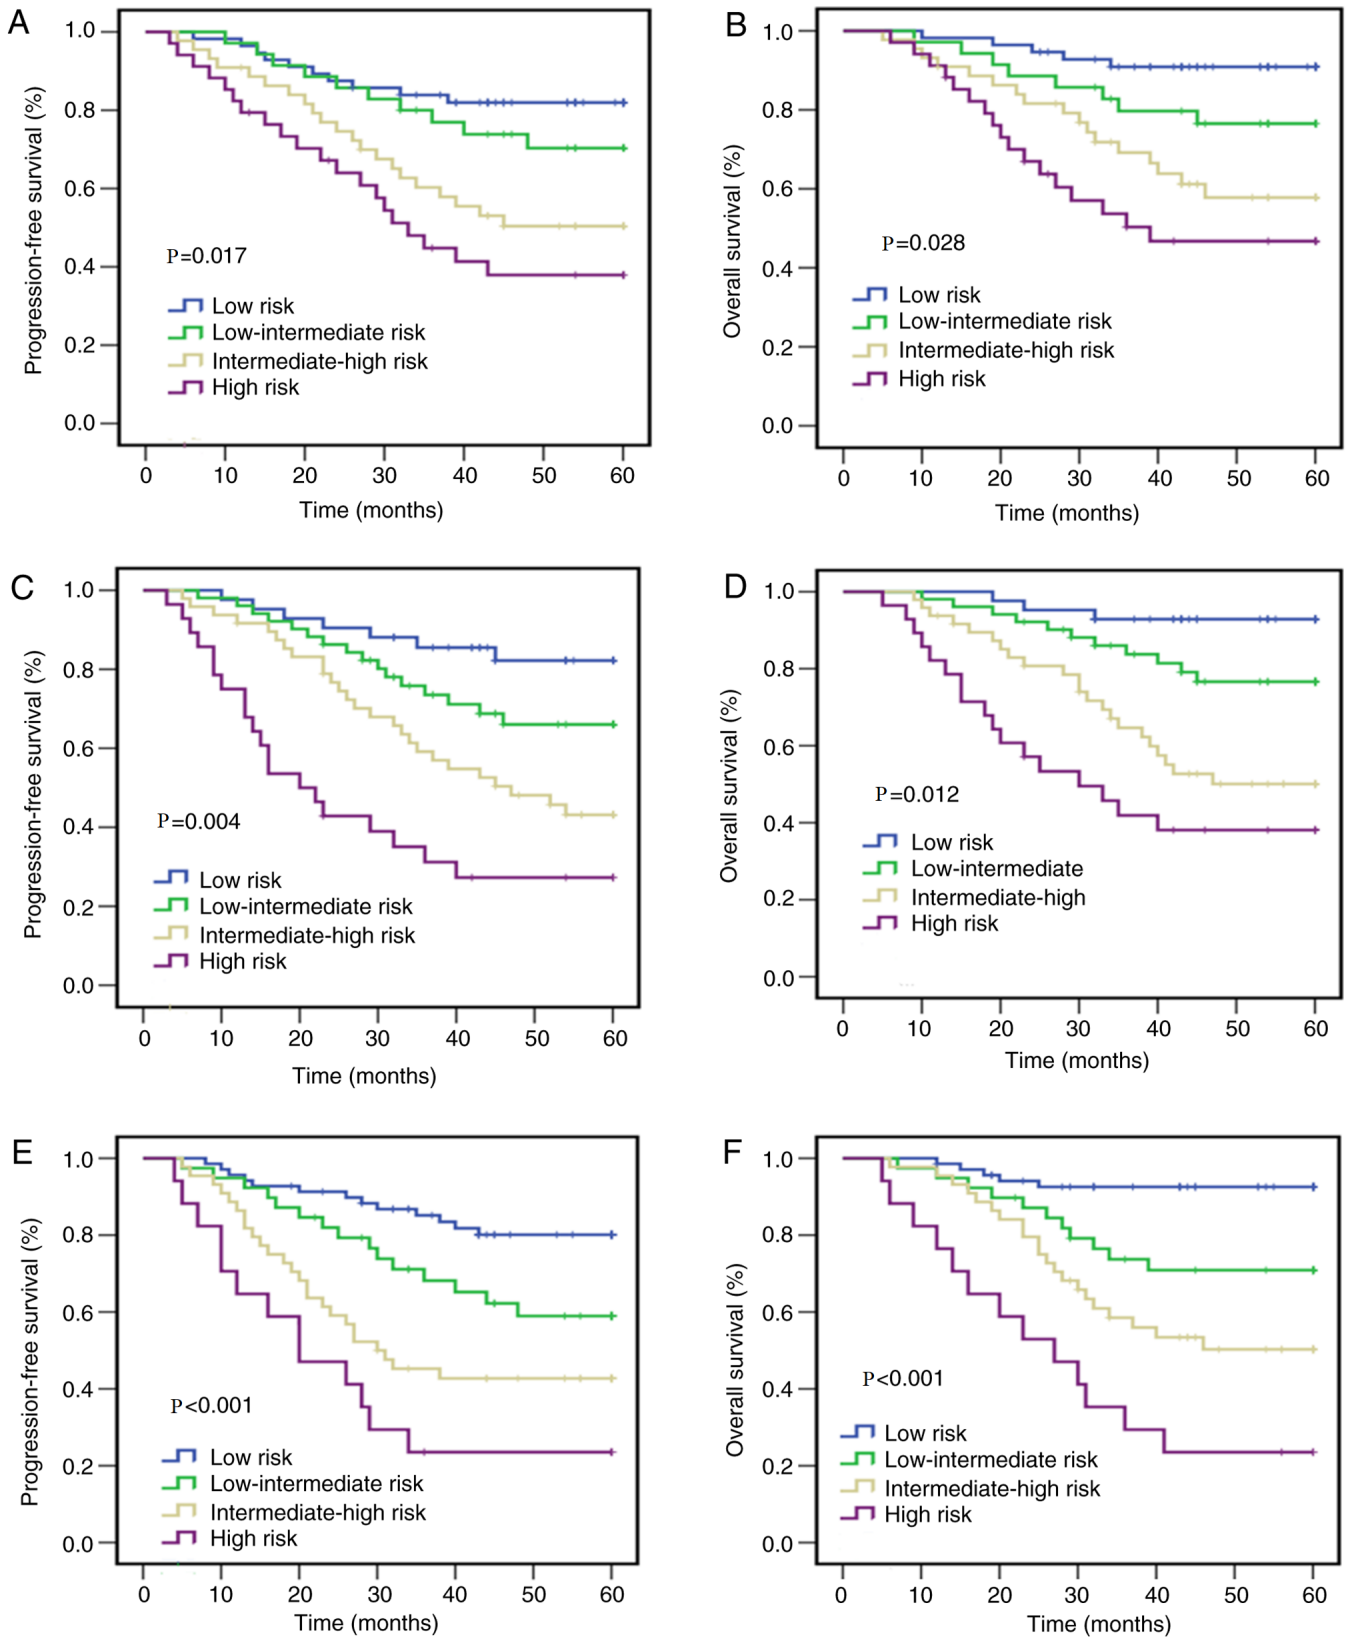 A
Progression-free survival (%)
1.0
0.8
0.6
0.4
0.2
0.0
P=0.017
Low risk
Low-intermediate risk
Intermediate-high risk
High risk
0 10 20 30 40 50 60
Time (months)
B
Overall survival (%)
1.0
0.8
0.6
0.4
0.2
0.0
P=0.028
Low risk
Low-intermediate risk
Intermediate-high risk
High risk
0 10 20 30 40 50 60
Time (months)
C
Progression-free survival (%)
1.0
0.8
0.6
0.4
0.2
0.0
P=0.004
Low risk
Low-intermediate risk
Intermediate-high risk
High risk
0 10 20 30 40 50 60
Time (months)
D
Overall survival (%)
1.0
0.8
0.6
0.4
0.2
0.0
P=0.012
Low risk
Low-intermediate
Intermediate-high
High risk
0 10 20 30 40 50 60
Time (months)
E
Progression-free survival (%)
1.0
0.8
0.6
0.4
0.2
0.0
P<0.001
Low risk
Low-intermediate risk
Intermediate-high risk
High risk
0 10 20 30 40 50 60
Time (months)
F
Overall survival (%)
1.0
0.8
0.6
0.4
0.2
0.0
P<0.001
Low risk
Low-intermediate risk
Intermediate-high risk
High risk
0 10 20 30 40 50 60
Time (months)